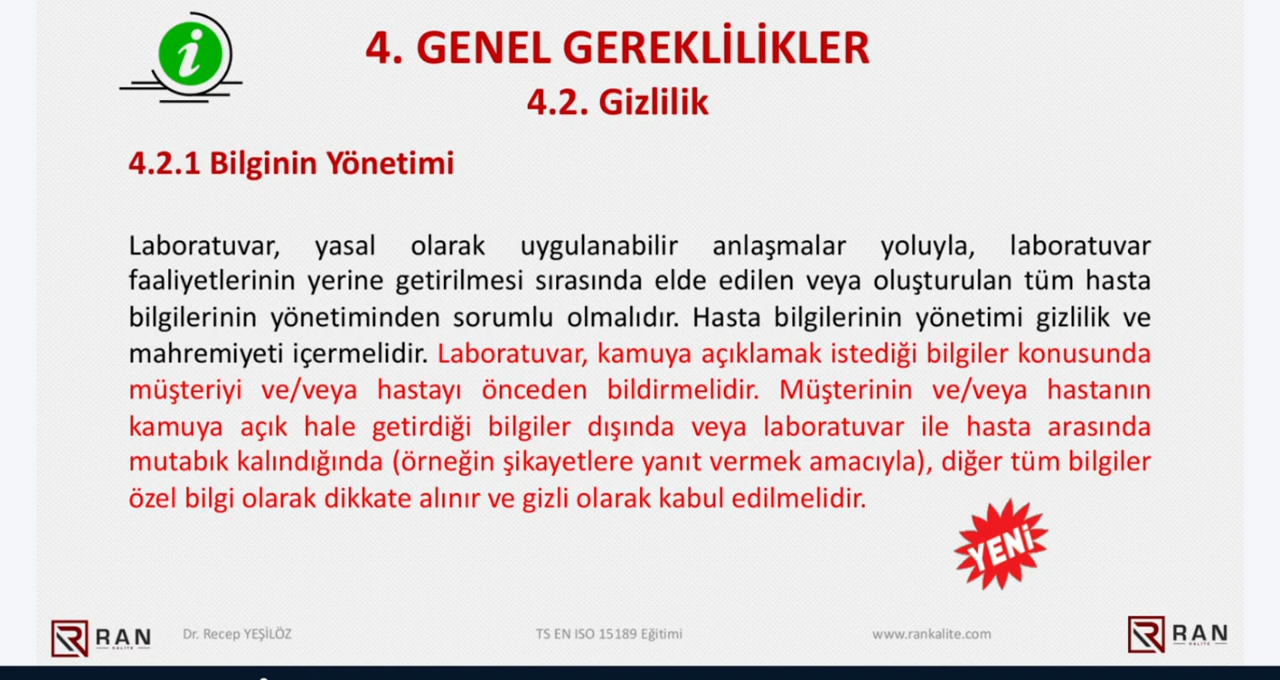 4. GENEL GEREKLİLİKLER
4.2. Gizlilik
4.2.1 Bilginin Yönetimi
Laboratuvar, yasal olarak uygulanabilir anlaşmalar yoluyla, laboratuvar
faaliyetlerinin yerine getirilmesi sırasında elde edilen veya oluşturulan tüm hasta
bilgilerinin yönetiminden sorumlu olmalıdır. Hasta bilgilerinin yönetimi gizlilik ve
mahremiyeti içermelidir. Laboratuvar, kamuya açıklamak istediği bilgiler konusunda
müşteriyi ve/veya hastayı önceden bildirmelidir. Müşterinin ve/veya hastanın
kamuya açık hale getirdiği bilgiler dışında veya laboratuvar ile hasta arasında
mutabık kalındığında (örneğin şikayetlere yanıt vermek amacıyla), diğer tüm bilgiler
özel bilgi olarak dikkate alınır ve gizli olarak kabul edilmelidir.
YENİ
RAN
KALİTE
Dr. Recep YEŞİLÖZ
TS EN ISO 15189 Eğitimi
www.rankalite.com
RAN
KALİTE